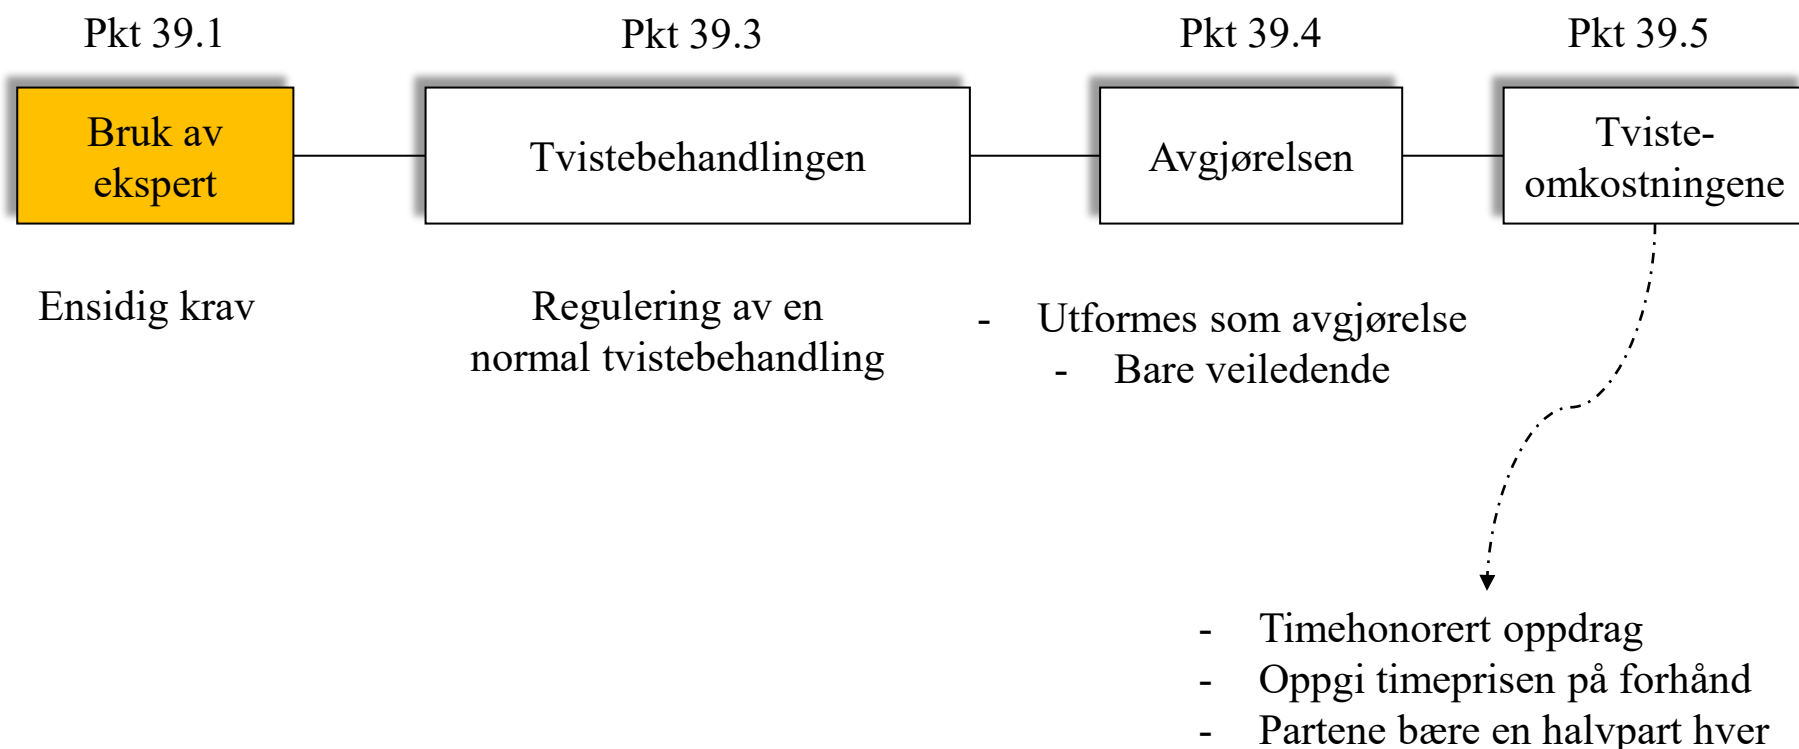 Pkt 39.1
Pkt 39.3
Pkt 39.4
Pkt 39.5
Bruk av
ekspert
Tvistebehandlingen
Avgjørelsen
Tviste-
omkostningene
Ensidig krav
Regulering av en
normal tvistebehandling
- Utformes som avgjørelse
- Bare veiledende
- Timehonorert oppdrag
- Oppgi timeprisen på forhånd
- Partene bære en halvpart hver